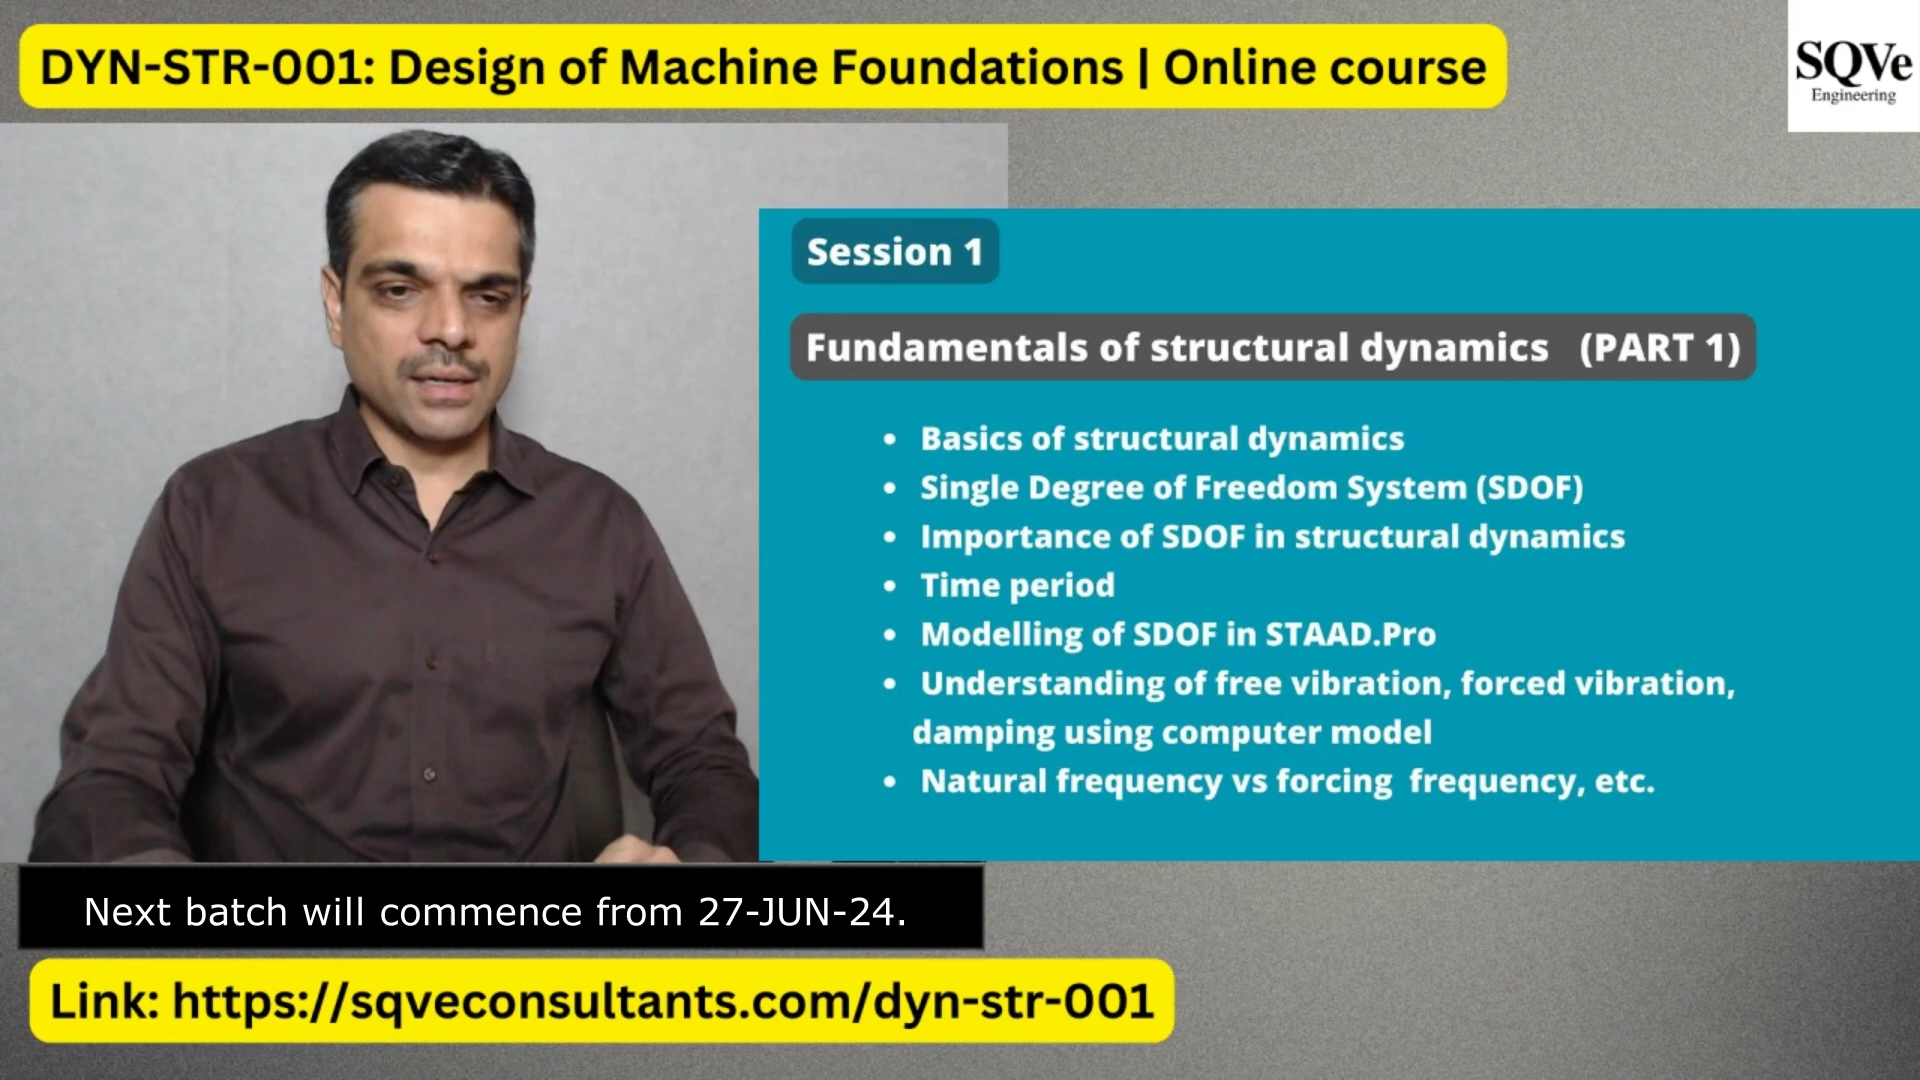 DYN-STR-001: Design of Machine Foundations | Online course
SQVe
Engineering
Session 1
Fundamentals of structural dynamics (PART 1)
• Basics of structural dynamics
• Single Degree of Freedom System (SDOF)
• Importance of SDOF in structural dynamics
• Time period
• Modelling of SDOF in STAAD.Pro
• Understanding of free vibration, forced vibration,
damping using computer model
• Natural frequency vs forcing frequency, etc.
Next batch will commence from 27-JUN-24.
Link: https://sqveconsultants.com/dyn-str-001